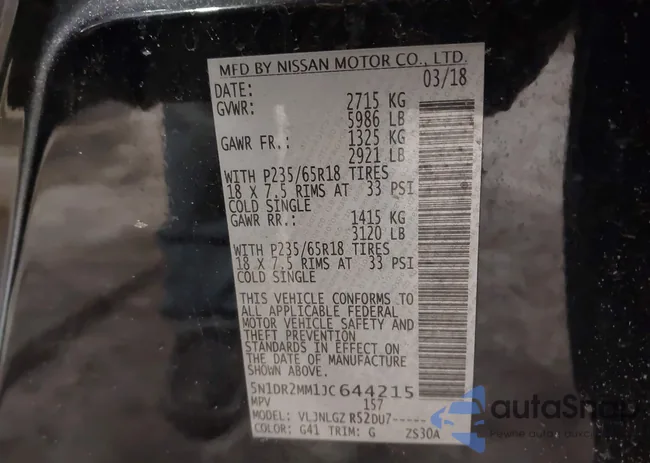 MFD BY NISSAN MOTOR CO., LTD.
DATE: 03/18
GVWR: 2715 KG
5986 LB
GAWR FR.: 1325 KG
2921 LB
WITH P235/65R18 TIRES
18 X 7.5 RIMS AT 33 PSI
COLD SINGLE
GAWR RR.: 1415 KG
3120 LB
WITH P235/65R18 TIRES
18 X 7.5 RIMS AT 33 PSI
COLD SINGLE
THIS VEHICLE CONFORMS TO
ALL APPLICABLE FEDERAL
MOTOR VEHICLE SAFETY AND
THEFT PREVENTION
STANDARDS IN EFFECT ON
THE DATE OF MANUFACTURE
SHOWN ABOVE.
5N1DR2MM1JC644215
MPV 157
MODEL: VLJNLGZ R52DU7-----
COLOR: G41 TRIM: G ZS30A
autoSnap
pewne auto